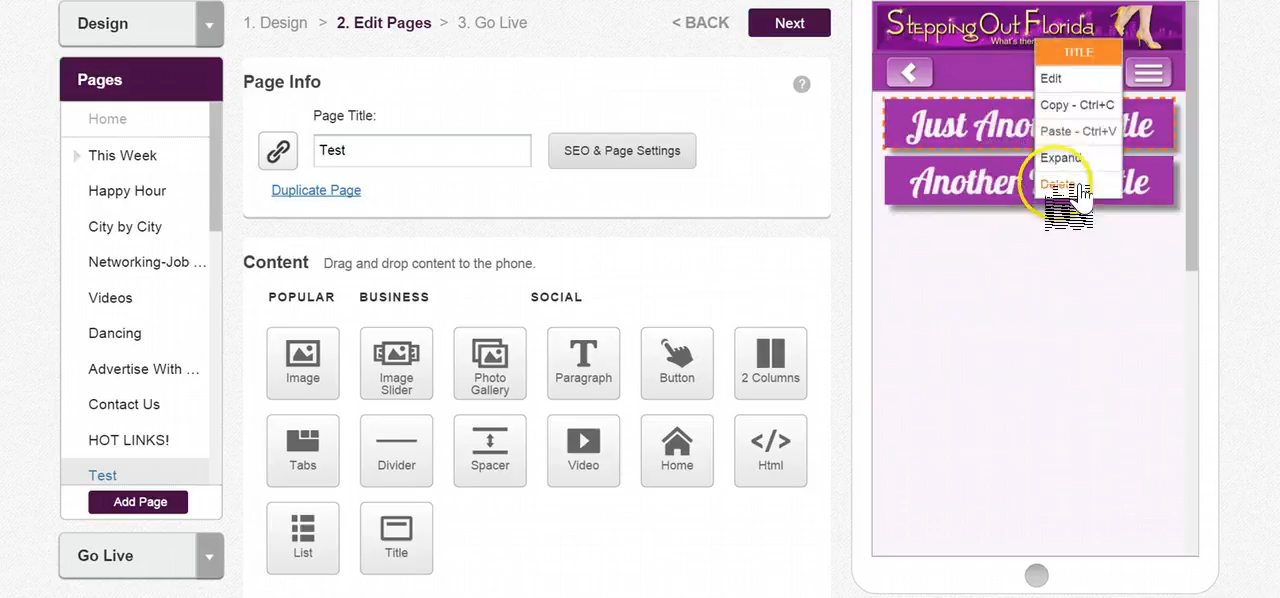 Design
1. Design > 2. Edit Pages > 3. Go Live
< BACK
Next
Pages
Home
This Week
Happy Hour
City by City
Networking-Job ...
Videos
Dancing
Advertise With ...
Contact Us
HOT LINKS!
Test
Add Page
Go Live
Page Info
?
Page Title:
Test
SEO & Page Settings
Duplicate Page
Content Drag and drop content to the phone.
POPULAR BUSINESS SOCIAL
Image
Image
Slider
Photo
Gallery
Paragraph
Button
2 Columns
Tabs
Divider
Spacer
Video
Home
Html
List
Title
Stepping Out Florida
What's
TITLE
Edit
Copy - Ctrl+C
Paste - Ctrl+V
Expand
Delete
Just
Another